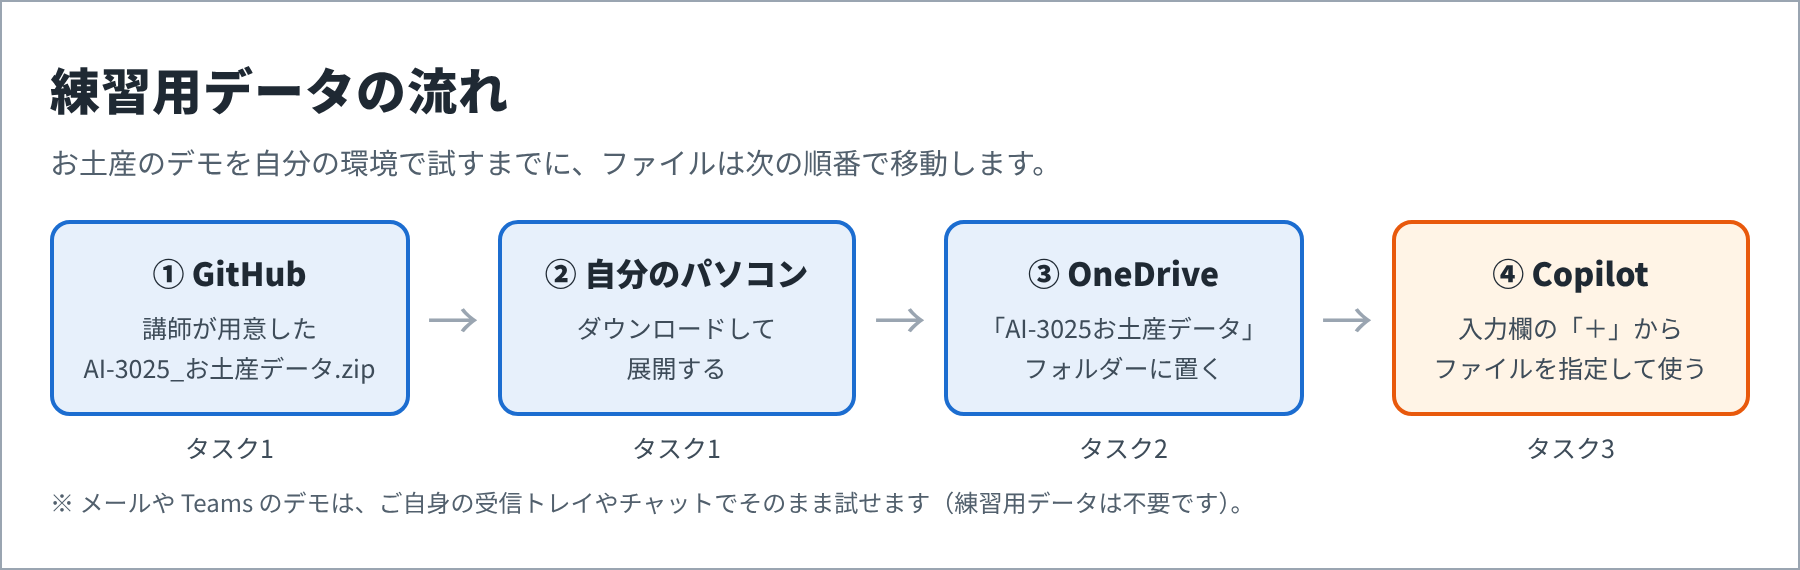 練習用データの流れ
お土産のデモを自分の環境で試すまでに、ファイルは次の順番で移動します。
① GitHub
講師が用意した
AI-3025_お土産データ.zip
タスク1
② 自分のパソコン
ダウンロードして
展開する
タスク1
③ OneDrive
「AI-3025お土産データ」
フォルダーに置く
タスク2
④ Copilot
入力欄の「＋」から
ファイルを指定して使う
タスク3
※ メールや Teams のデモは、ご自身の受信トレイやチャットでそのまま試せます（練習用データは不要です）。